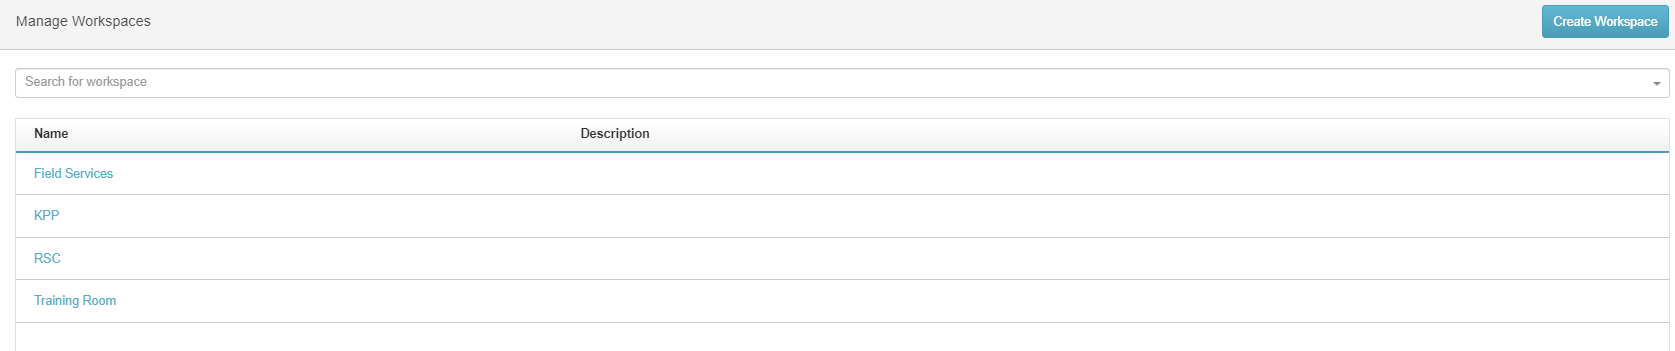 Manage Workspaces
Create Workspace
Search for workspace
Name Description
Field Services
KPP
RSC
Training Room